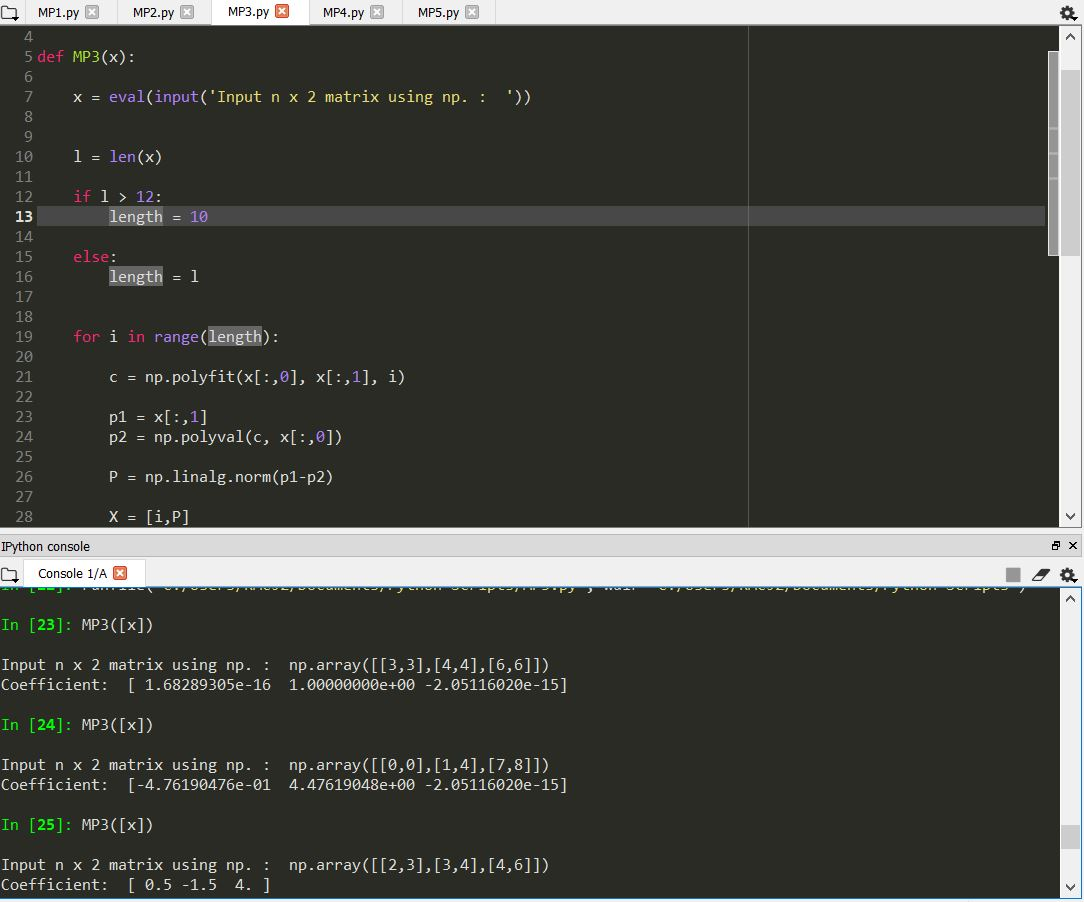 MP1.py MP2.py MP3.py MP4.py MP5.py
4
5 def MP3(x):
6
7 x = eval(input('Input n x 2 matrix using np. :  '))
8
9
10 l = len(x)
11
12 if l > 12:
13 length = 10
14
15 else:
16 length = l
17
18
19 for i in range(length):
20
21 c = np.polyfit(x[:,0], x[:,1], i)
22
23 p1 = x[:,1]
24 p2 = np.polyval(c, x[:,0])
25
26 P = np.linalg.norm(p1-p2)
27
28 X = [i,P]
IPython console
Console 1/A
In [23]: MP3([x])
Input n x 2 matrix using np. :  np.array([[3,3],[4,4],[6,6]])
Coefficient:  [ 1.68289305e-16  1.00000000e+00 -2.05116020e-15]
In [24]: MP3([x])
Input n x 2 matrix using np. :  np.array([[0,0],[1,4],[7,8]])
Coefficient:  [-4.76190476e-01  4.47619048e+00 -2.05116020e-15]
In [25]: MP3([x])
Input n x 2 matrix using np. :  np.array([[2,3],[3,4],[4,6]])
Coefficient:  [ 0.5 -1.5  4. ]